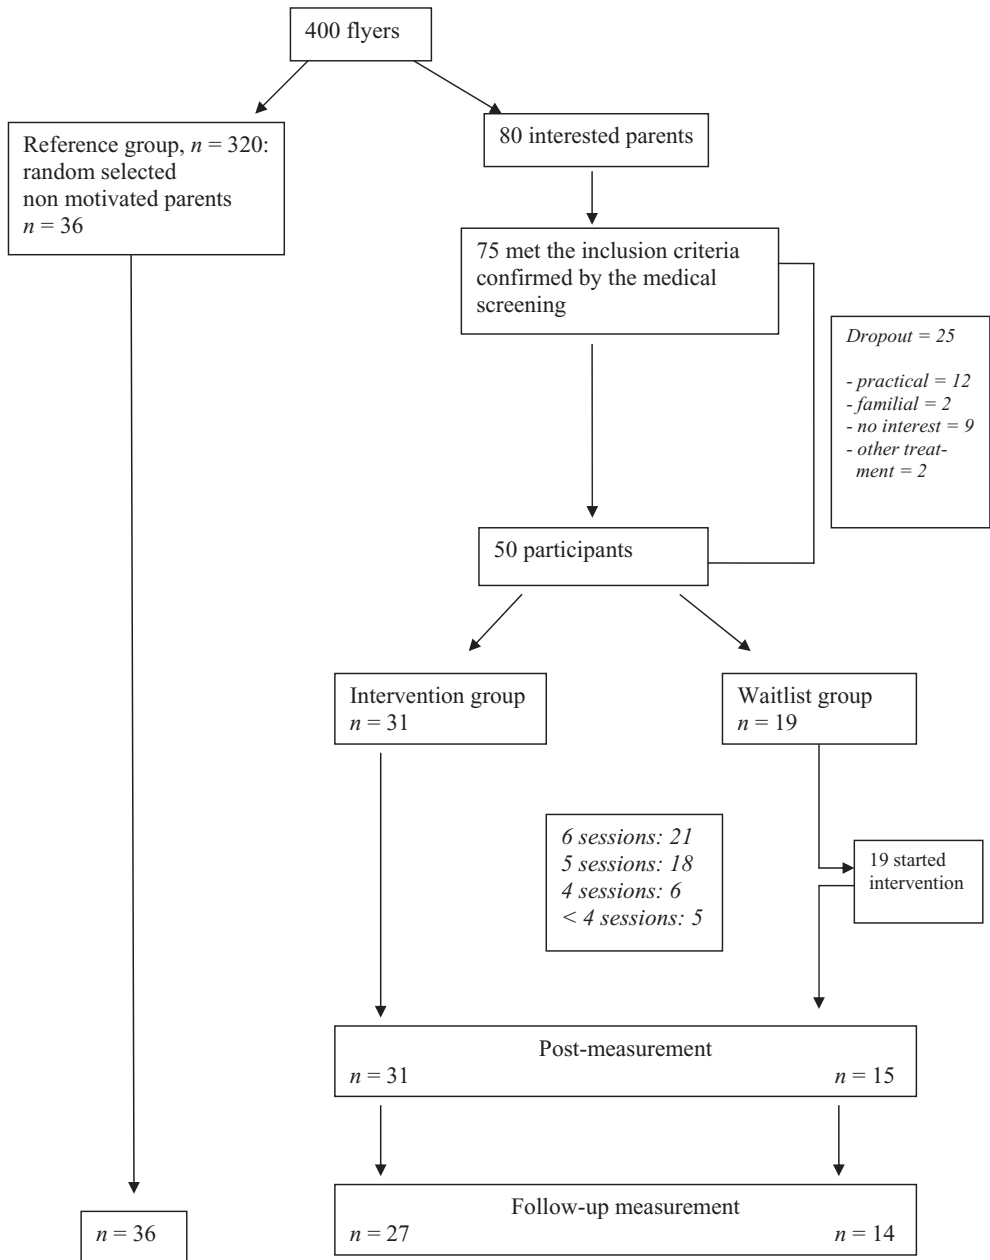 400 flyers
Reference group, n = 320:
random selected
non motivated parents
n = 36
80 interested parents
75 met the inclusion criteria
confirmed by the medical
screening
Dropout = 25
- practical = 12
- familial = 2
- no interest = 9
- other treat-
ment = 2
50 participants
Intervention group
n = 31
Waitlist group
n = 19
6 sessions: 21
5 sessions: 18
4 sessions: 6
< 4 sessions: 5
19 started
intervention
Post-measurement
n = 31 n = 15
Follow-up measurement
n = 27 n = 14
n = 36